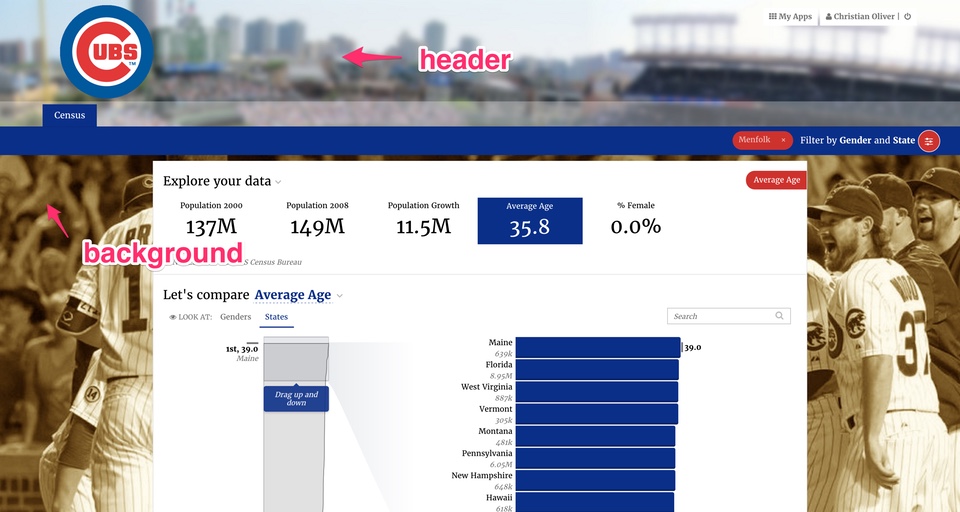 CUBS
TM
My Apps
Christian Oliver |
header
Census
Menfolk ×
Filter by Gender and State
Explore your data
Average Age
Population 2000
137M
Population 2008
149M
Population Growth
11.5M
Average Age
35.8
% Female
0.0%
background
S Census Bureau
Let's compare Average Age
LOOK AT: Genders States
Search
1st, 39.0
Maine
Drag up and
down
Maine
639k
39.0
Florida
8.95M
West Virginia
887k
Vermont
305k
Montana
481k
Pennsylvania
6.05M
New Hampshire
648k
Hawaii
618k
14
37